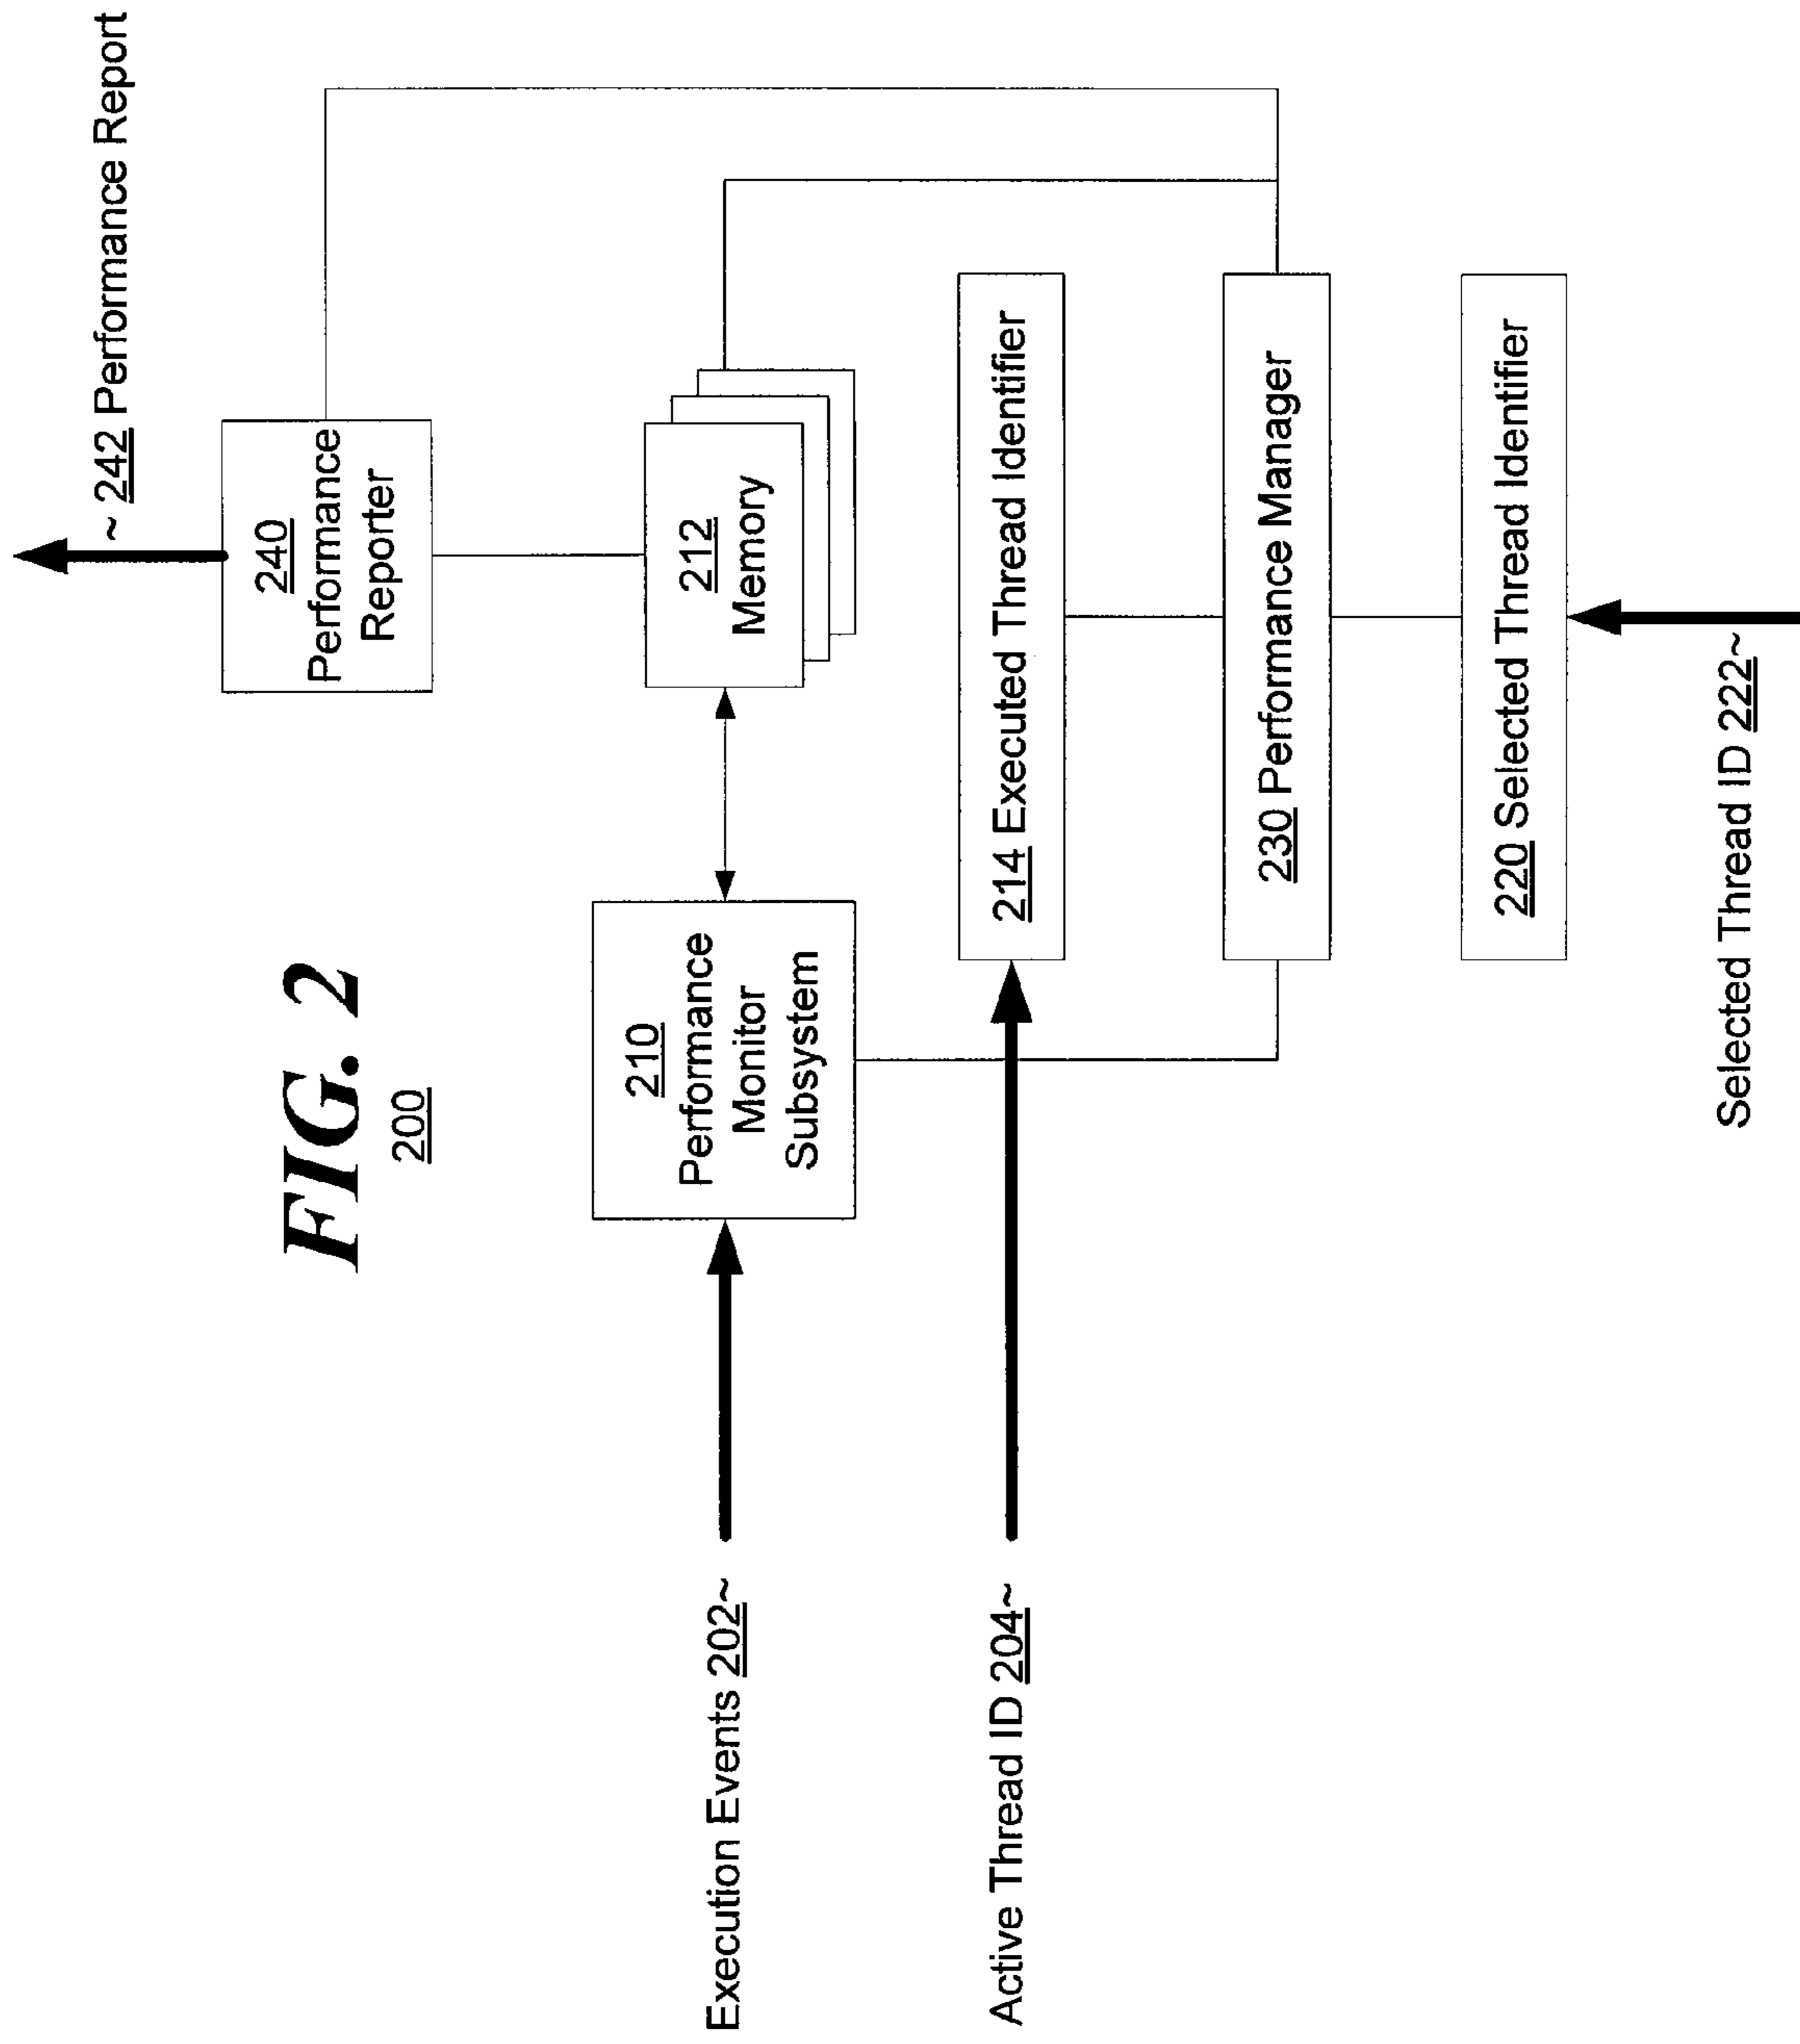 FIG. 2
200
~ 242 Performance Report
240
Performance
Reporter
Execution Events 202~
210
Performance
Monitor
Subsystem
212
Memory
Active Thread ID 204~
214 Executed Thread Identifier
230 Performance Manager
220 Selected Thread Identifier
Selected Thread ID 222~